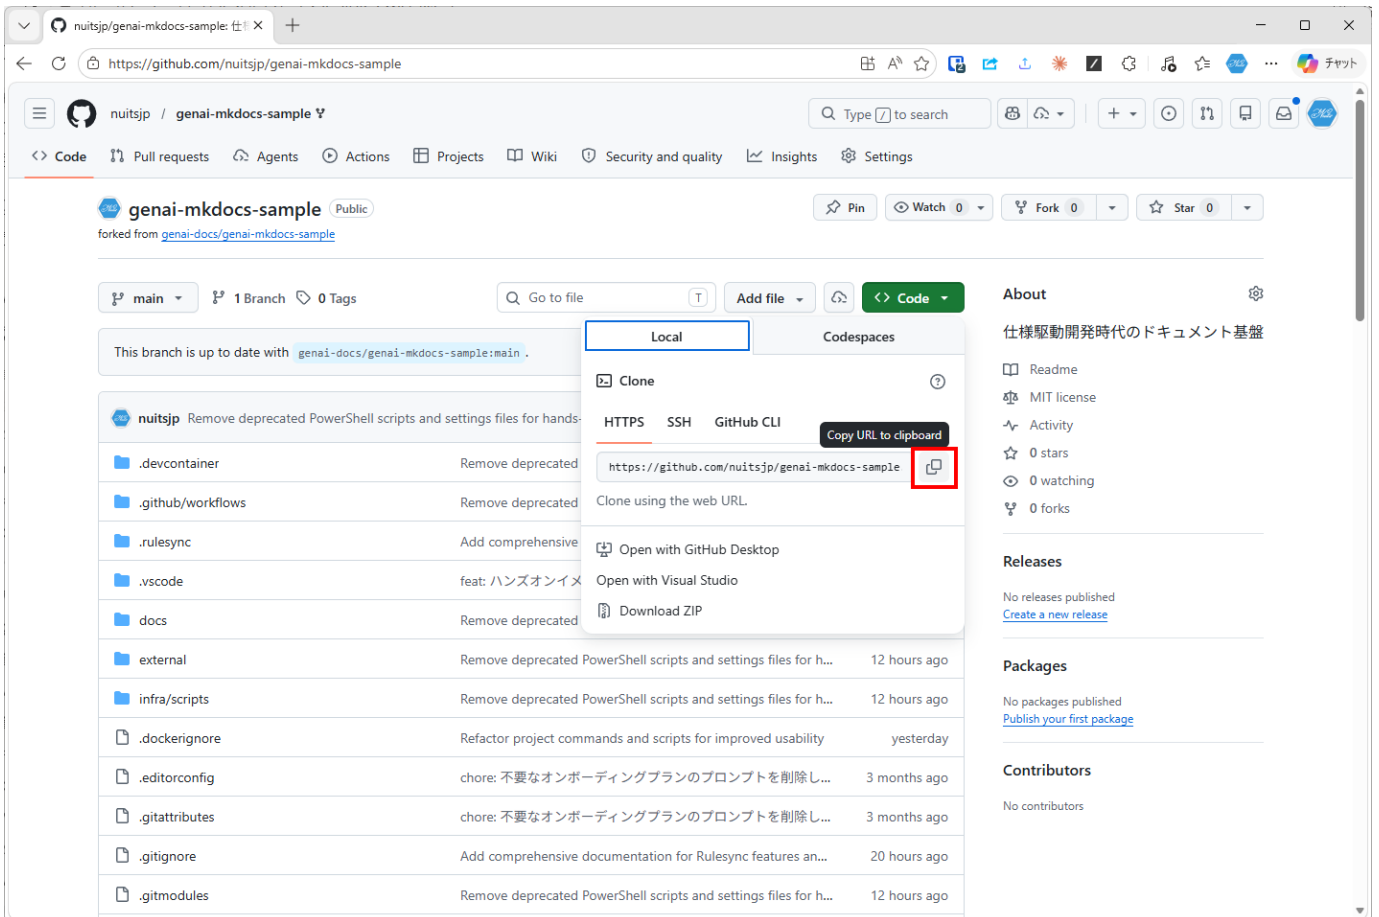 nuitsjp/genai-mkdocs-sample: 仕
https://github.com/nuitsjp/genai-mkdocs-sample
チャット
nuitsjp / genai-mkdocs-sample
Type / to search
Code Pull requests Agents Actions Projects Wiki Security and quality Insights Settings
genai-mkdocs-sample Public
Pin Watch 0 Fork 0 Star 0
forked from genai-docs/genai-mkdocs-sample
main 1 Branch 0 Tags
Go to file T Add file Code
Local Codespaces
This branch is up to date with genai-docs/genai-mkdocs-sample:main .
Clone
HTTPS SSH GitHub CLI
Copy URL to clipboard
https://github.com/nuitsjp/genai-mkdocs-sample
Clone using the web URL.
Open with GitHub Desktop
Open with Visual Studio
Download ZIP
nuitsjp Remove deprecated PowerShell scripts and settings files for hands-
.devcontainer Remove deprecated
.github/workflows Remove deprecated
.rulesync Add comprehensive
.vscode feat: ハンズオンイメ
docs Remove deprecated
external Remove deprecated PowerShell scripts and settings files for h... 12 hours ago
infra/scripts Remove deprecated PowerShell scripts and settings files for h... 12 hours ago
.dockerignore Refactor project commands and scripts for improved usability yesterday
.editorconfig chore: 不要なオンボーディングプランのプロンプトを削除し... 3 months ago
.gitattributes chore: 不要なオンボーディングプランのプロンプトを削除し... 3 months ago
.gitignore Add comprehensive documentation for Rulesync features an... 20 hours ago
.gitmodules Remove deprecated PowerShell scripts and settings files for h... 12 hours ago
About
仕様駆動開発時代のドキュメント基盤
Readme
MIT license
Activity
0 stars
0 watching
0 forks
Releases
No releases published
Create a new release
Packages
No packages published
Publish your first package
Contributors
No contributors